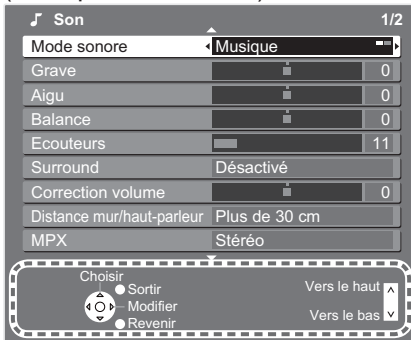 Son 1/2
Mode sonore Musique
Grave 0
Aigu 0
Balance 0
Ecouteurs 11
Surround Désactivé
Correction volume 0
Distance mur/haut-parleur Plus de 30 cm
MPX Stéréo
Choisir
Sortir
Modifier
Revenir
Vers le haut
Vers le bas